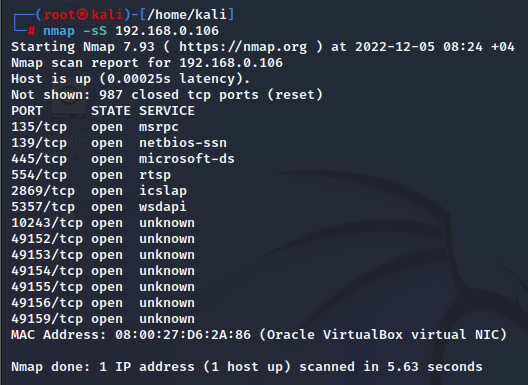 ┌──(root㉿kali)-[/home/kali]
└─# nmap -sS 192.168.0.106
Starting Nmap 7.93 ( https://nmap.org ) at 2022-12-05 08:24 +04
Nmap scan report for 192.168.0.106
Host is up (0.00025s latency).
Not shown: 987 closed tcp ports (reset)
PORT      STATE SERVICE
135/tcp   open  msrpc
139/tcp   open  netbios-ssn
445/tcp   open  microsoft-ds
554/tcp   open  rtsp
2869/tcp  open  icslap
5357/tcp  open  wsdapi
10243/tcp open  unknown
49152/tcp open  unknown
49153/tcp open  unknown
49154/tcp open  unknown
49155/tcp open  unknown
49156/tcp open  unknown
49159/tcp open  unknown
MAC Address: 08:00:27:D6:2A:86 (Oracle VirtualBox virtual NIC)

Nmap done: 1 IP address (1 host up) scanned in 5.63 seconds